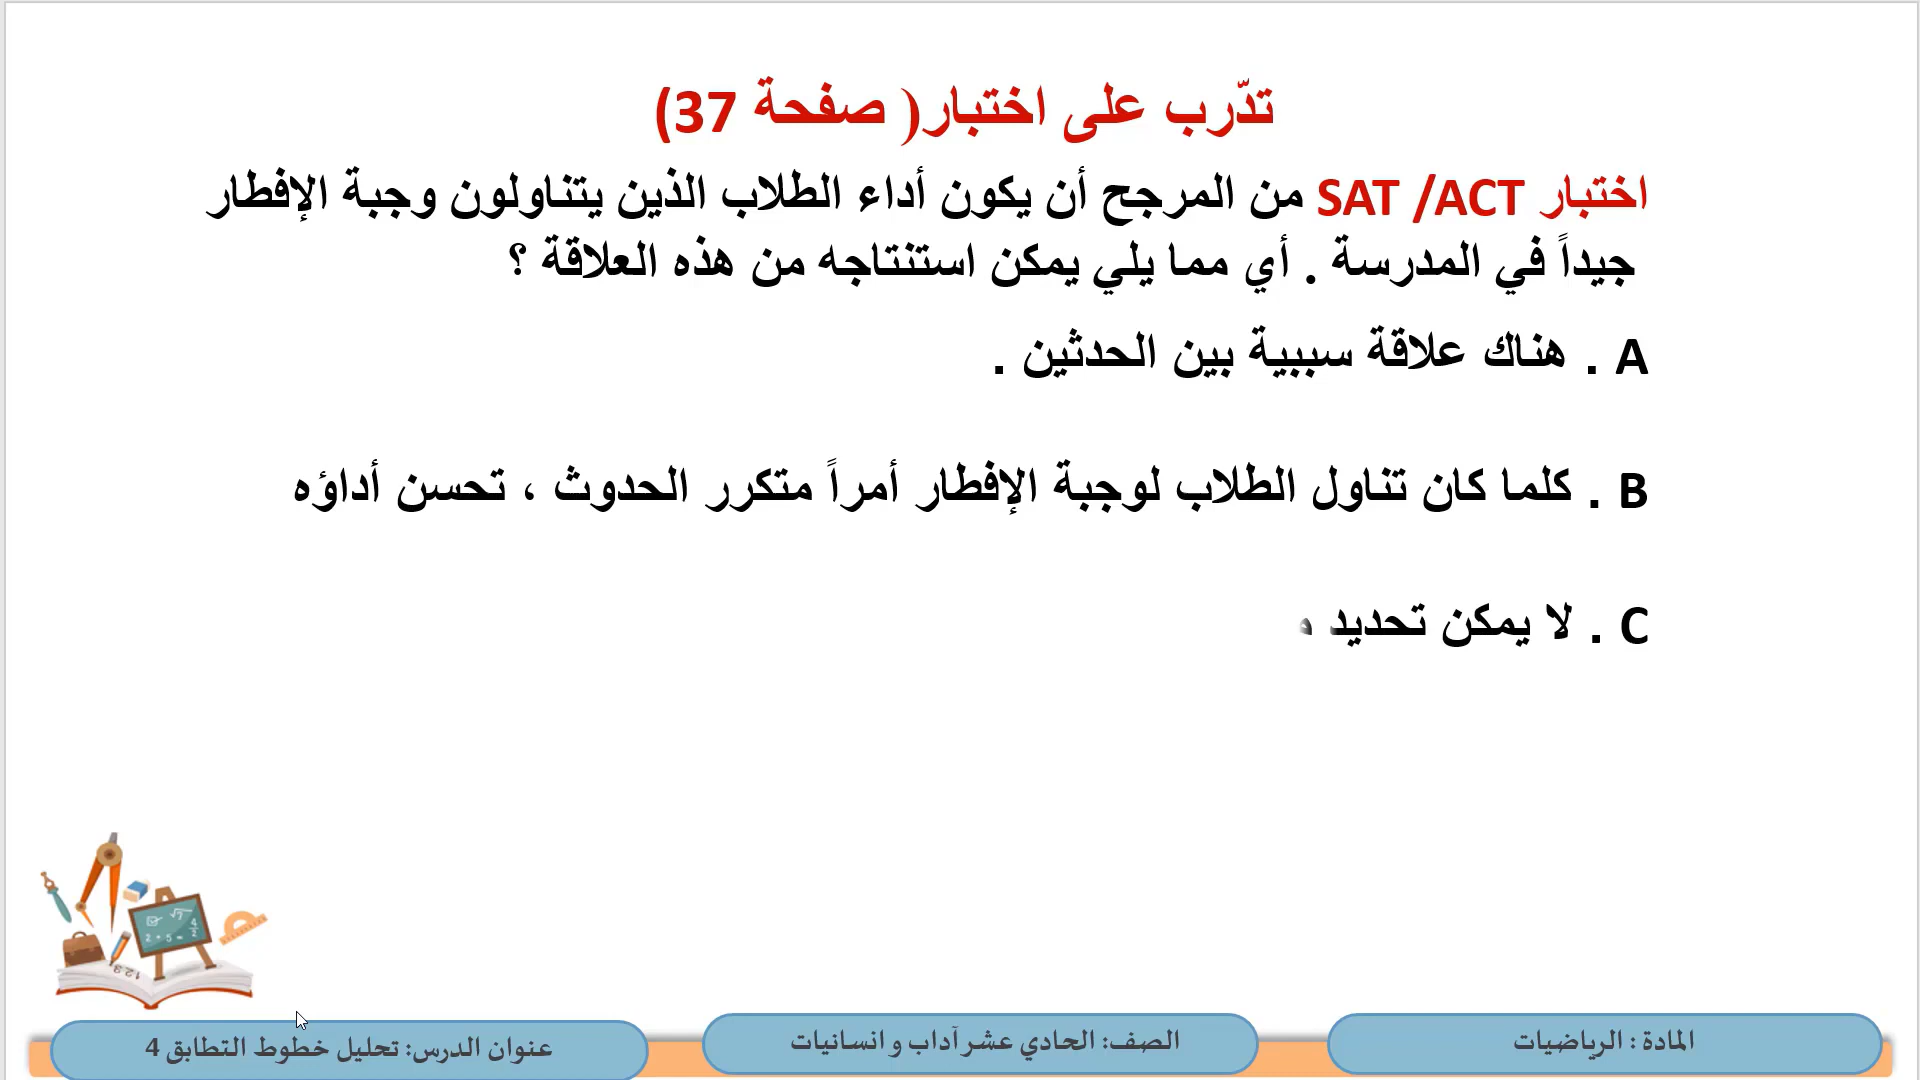 تدّرب على اختبار( صفحة 37)
اختبار SAT /ACT من المرجح أن يكون أداء الطلاب الذين يتناولون وجبة الإفطار
جيداً في المدرسة . أي مما يلي يمكن استنتاجه من هذه العلاقة ؟
A . هناك علاقة سببية بين الحدثين .
B . كلما كان تناول الطلاب لوجبة الإفطار أمراً متكرر الحدوث ، تحسن أداؤه
C . لا يمكن تحديد
المادة : الرياضيات
الصف: الحادي عشر آداب و انسانيات
عنوان الدرس: تحليل خطوط التطابق 4